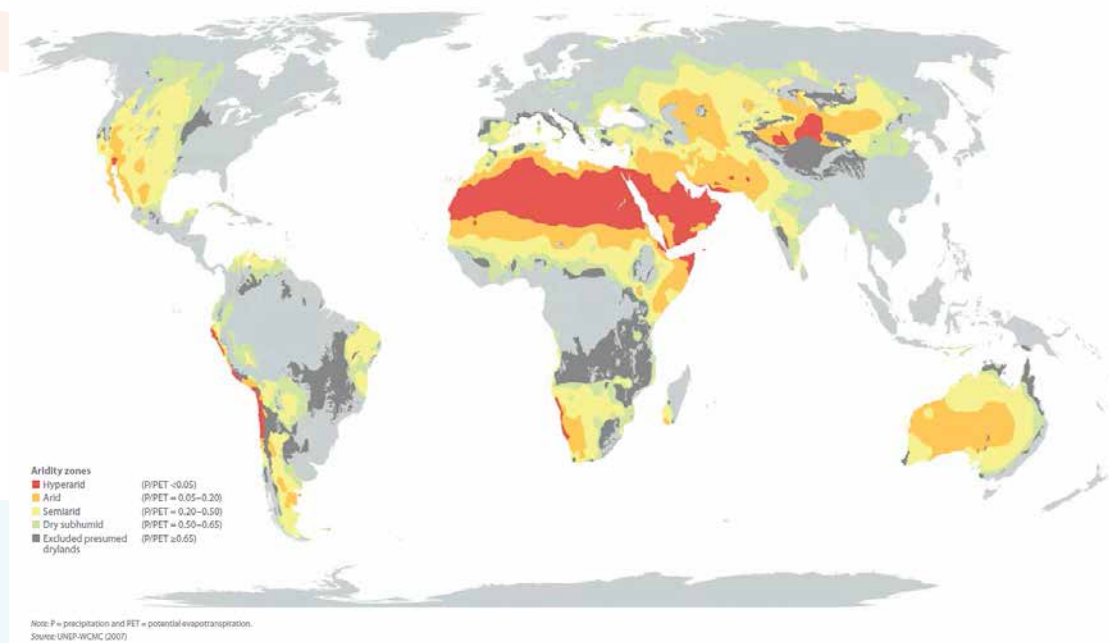 Aridity zones
Hyperarid (P/PET <0.05)
Arid (P/PET = 0.05–0.20)
Semiarid (P/PET = 0.20–0.50)
Dry subhumid (P/PET = 0.50–0.65)
Excluded presumed (P/PET ≥0.65)
drylands
Note: P = precipitation and PET = potential evapotranspiration.
Source: UNEP-WCMC (2007)